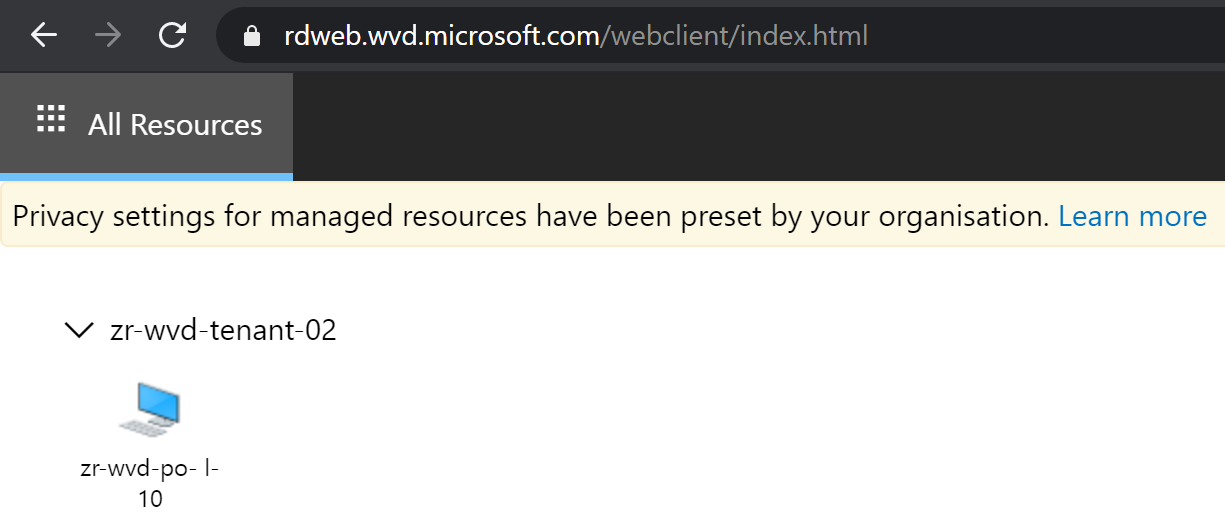 rdweb.wvd.microsoft.com/webclient/index.html
All Resources
Privacy settings for managed resources have been preset by your organisation. Learn more
zr-wvd-tenant-02
zr-wvd-po- l-
10